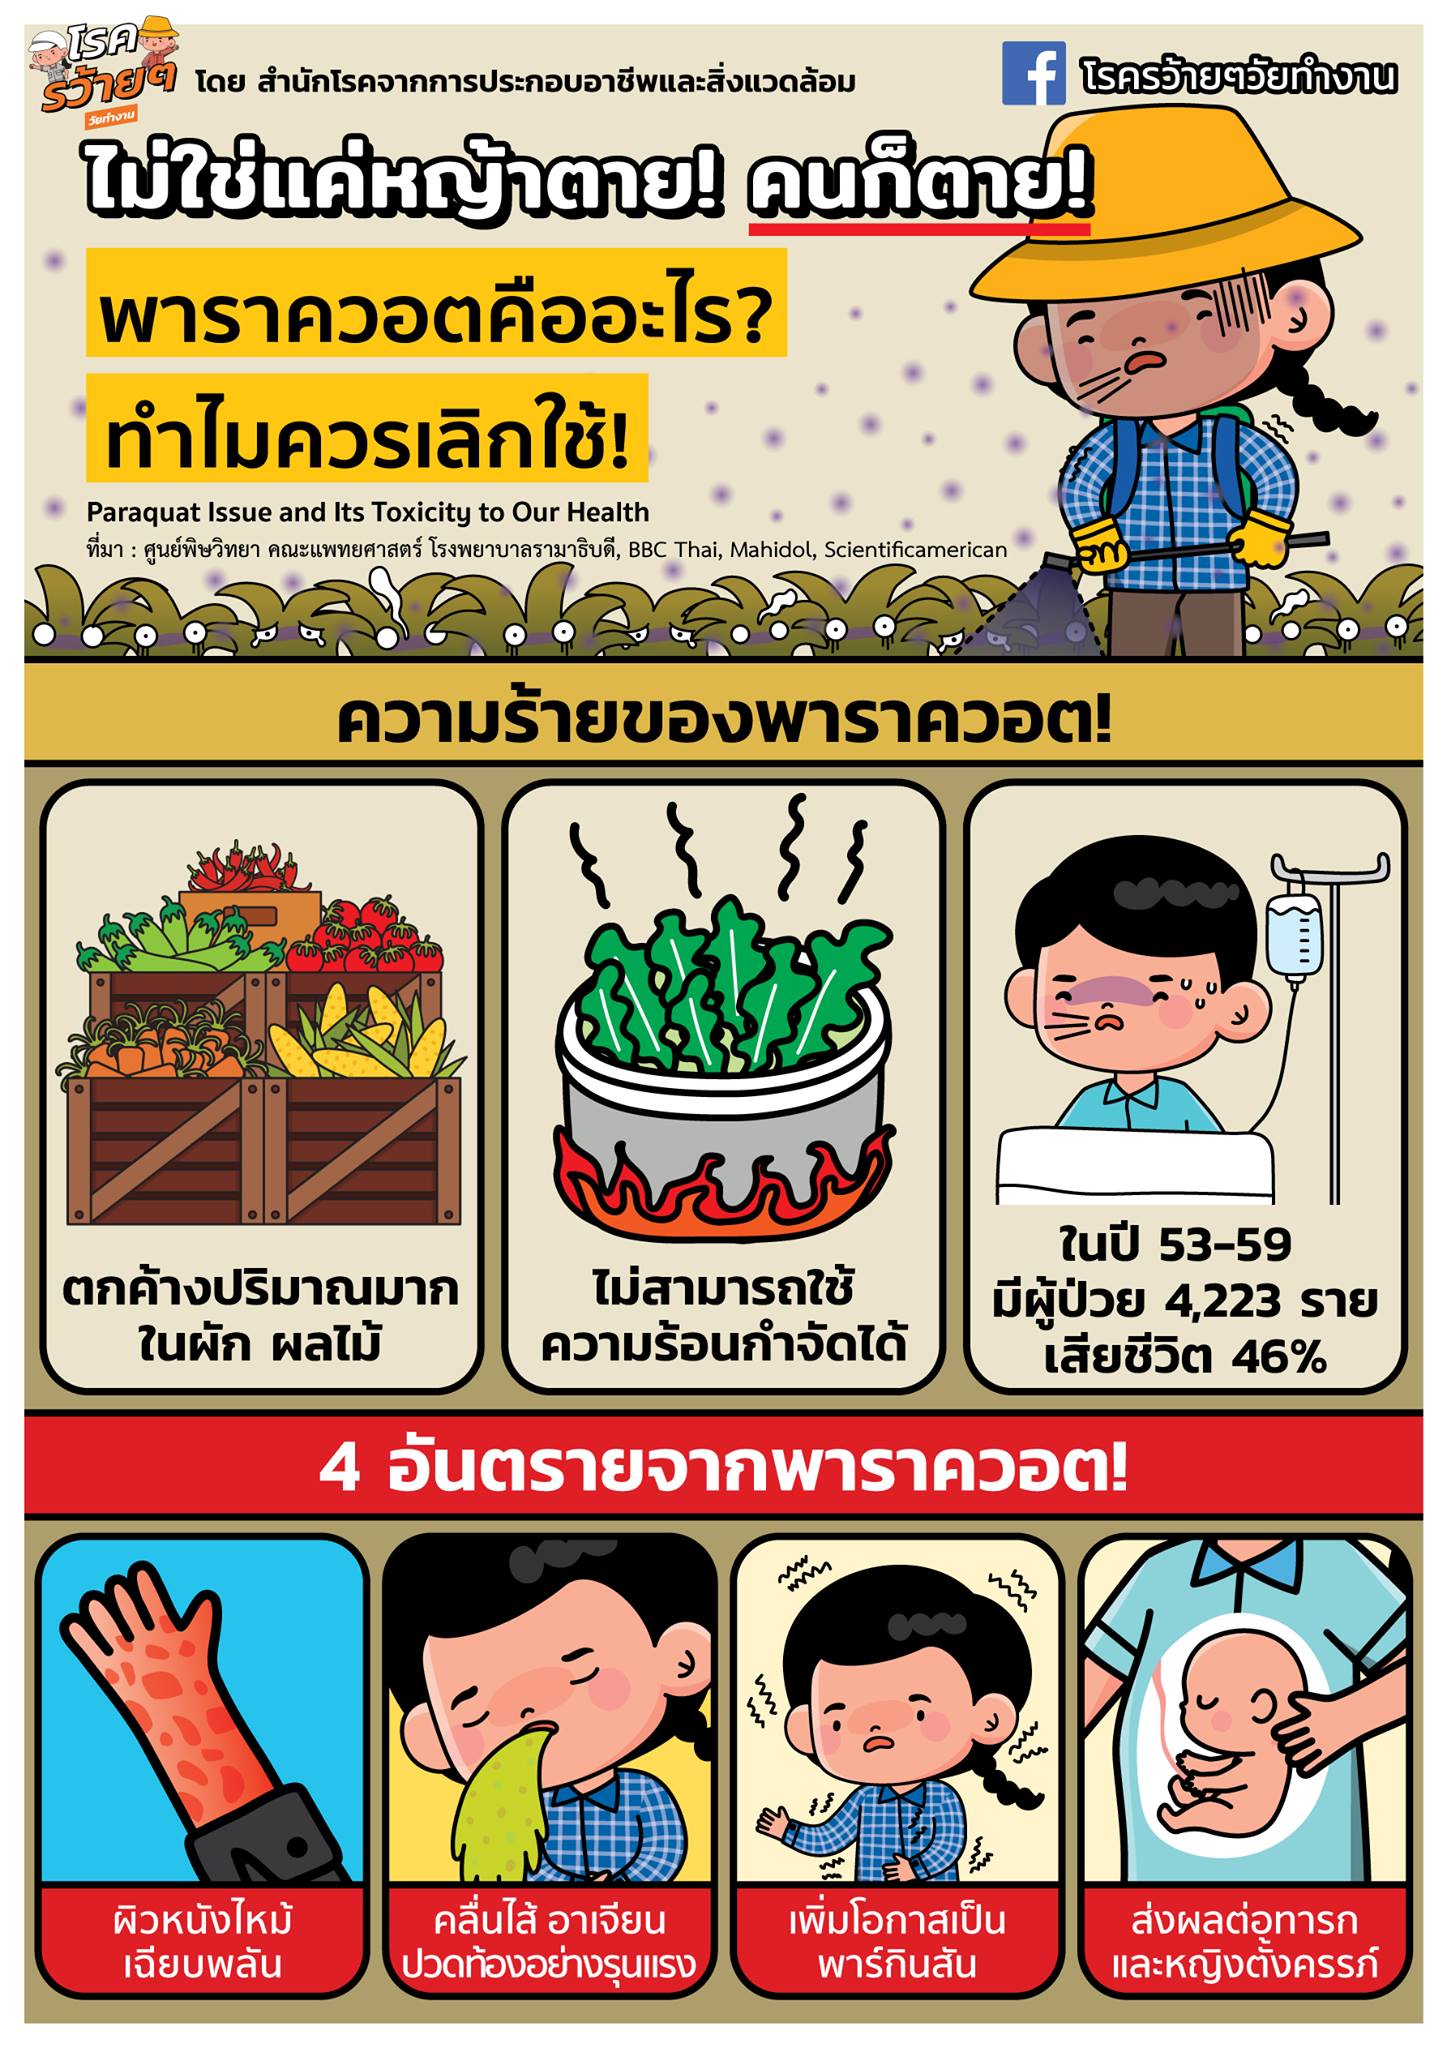 โรค
รว้ายๆ
วัยทำงาน
โดย สำนักโรคจากการประกอบอาชีพและสิ่งแวดล้อม
f โรครว้ายๆวัยทำงาน
ไม่ใช่แค่หญ้าตาย! คนก็ตาย!
พาราควอตคืออะไร?
ทำไมควรเลิกใช้!
Paraquat Issue and Its Toxicity to Our Health
ที่มา : ศูนย์พิษวิทยา คณะแพทยศาสตร์ โรงพยาบาลรามาธิบดี, BBC Thai, Mahidol, Scientificamerican
ความร้ายของพาราควอต!
ตกค้างปริมาณมาก
ในผัก ผลไม้
ไม่สามารถใช้
ความร้อนกำจัดได้
ในปี 53-59
มีผู้ป่วย 4,223 ราย
เสียชีวิต 46%
4 อันตรายจากพาราควอต!
ผิวหนังไหม้
เฉียบพลัน
คลื่นไส้ อาเจียน
ปวดท้องอย่างรุนแรง
เพิ่มโอกาสเป็น
พาร์กินสัน
ส่งผลต่อทารก
และหญิงตั้งครรภ์